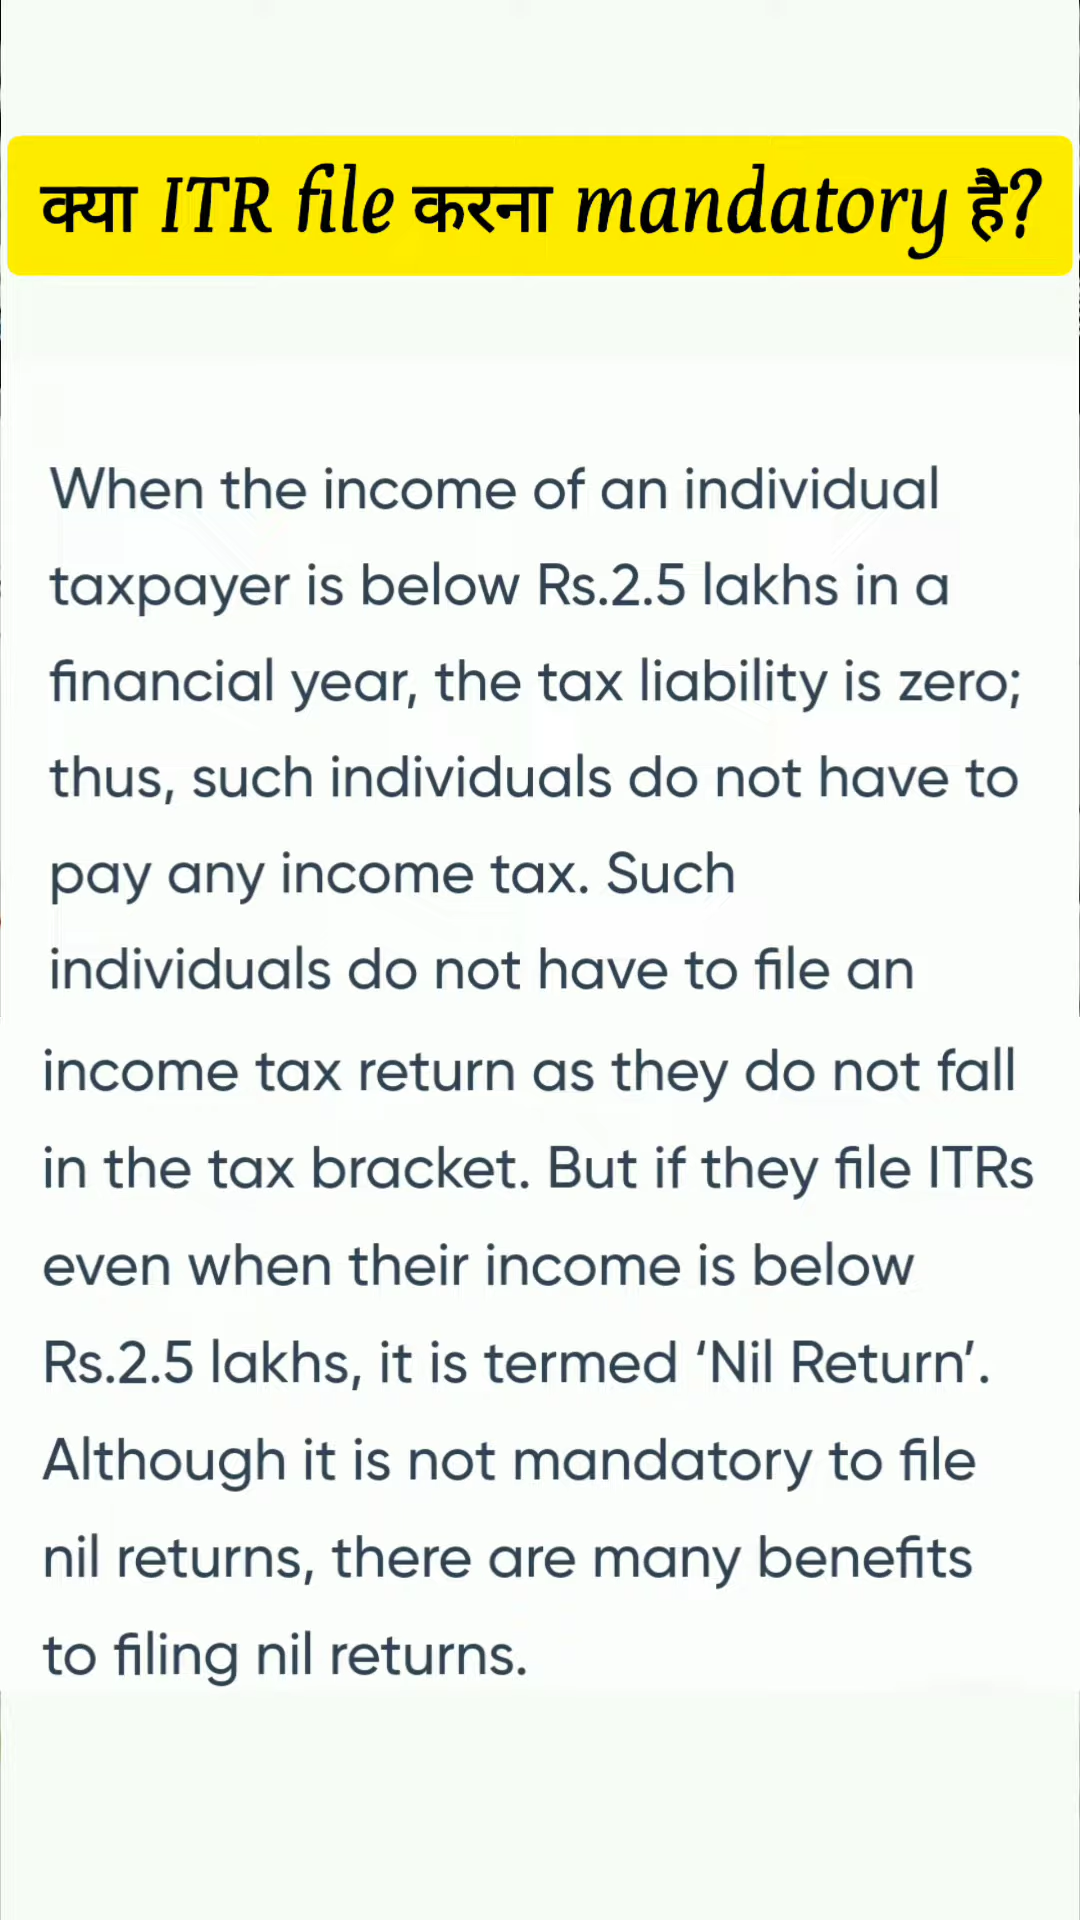 क्या ITR file करना mandatory है?
When the income of an individual
taxpayer is below Rs.2.5 lakhs in a
financial year, the tax liability is zero;
thus, such individuals do not have to
pay any income tax. Such
individuals do not have to file an
income tax return as they do not fall
in the tax bracket. But if they file ITRs
even when their income is below
Rs.2.5 lakhs, it is termed ‘Nil Return’.
Although it is not mandatory to file
nil returns, there are many benefits
to filing nil returns.